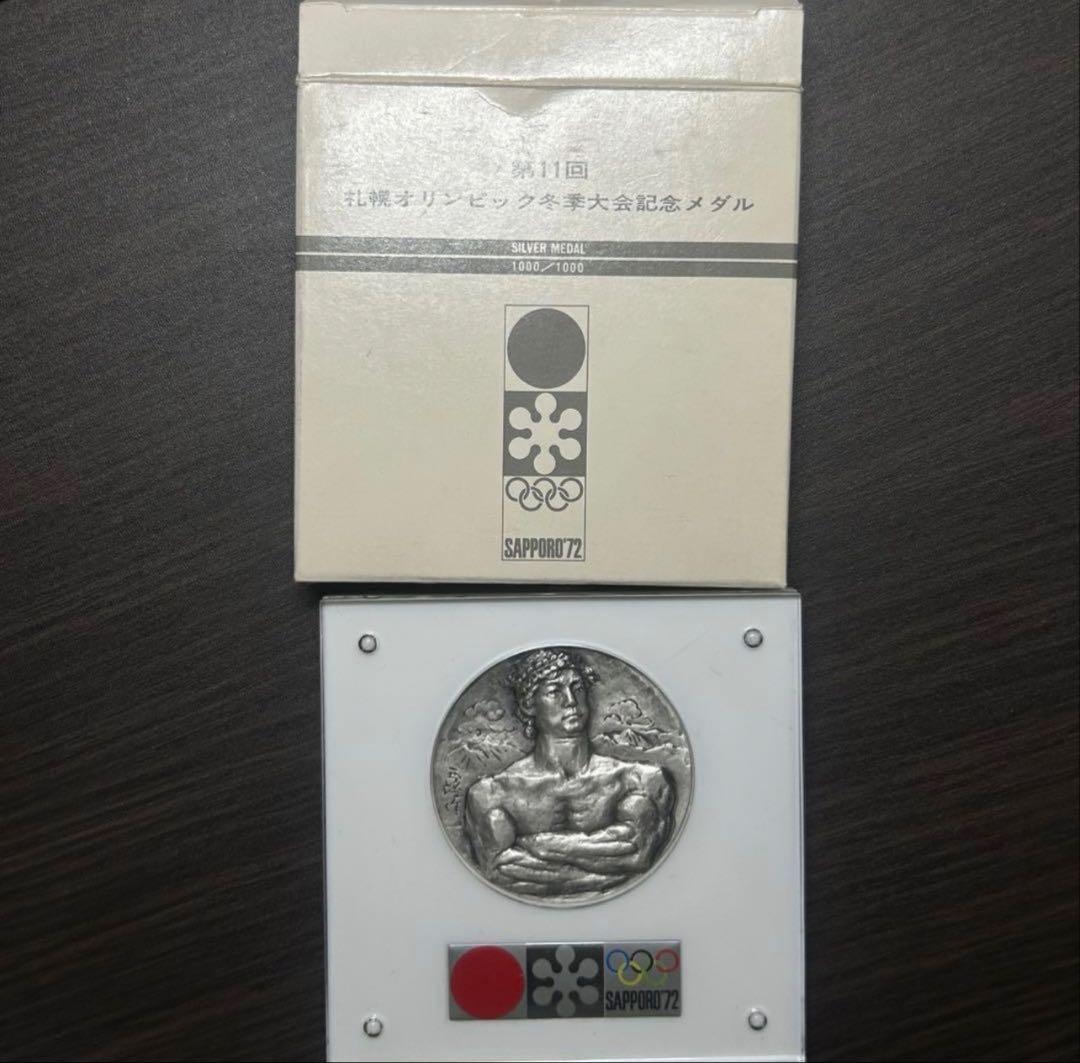 第11回
札幌オリンピック冬季大会記念メダル
SILVER MEDAL
1000/1000
SAPPORO'72
SAPPORO'72